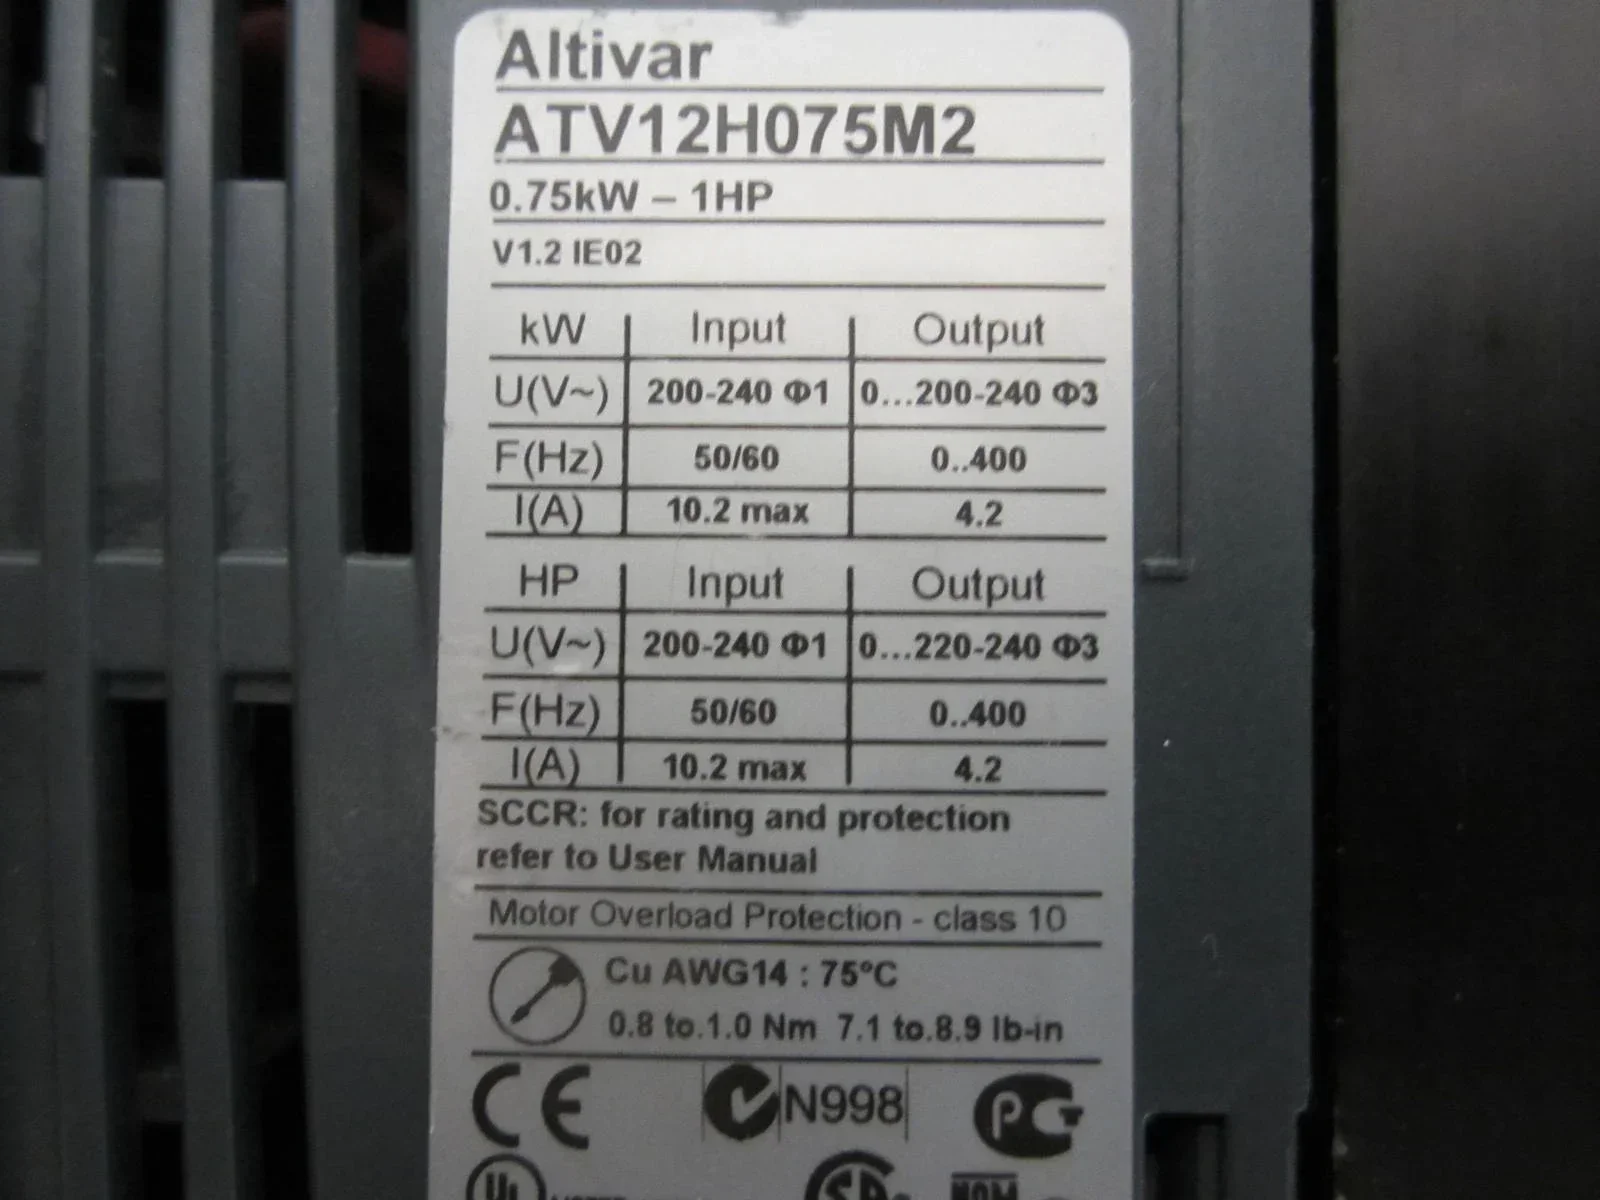 Altivar
ATV12H075M2
0.75kW – 1HP
V1.2 IE02
kW Input Output
U(V~) 200-240 Φ1 0...200-240 Φ3
F(Hz) 50/60 0..400
I(A) 10.2 max 4.2
HP Input Output
U(V~) 200-240 Φ1 0...220-240 Φ3
F(Hz) 50/60 0..400
I(A) 10.2 max 4.2
SCCR: for rating and protection
refer to User Manual
Motor Overload Protection - class 10
Cu AWG14 : 75°C
0.8 to.1.0 Nm 7.1 to.8.9 lb-in
CE N998 PCT
UL SA NOM